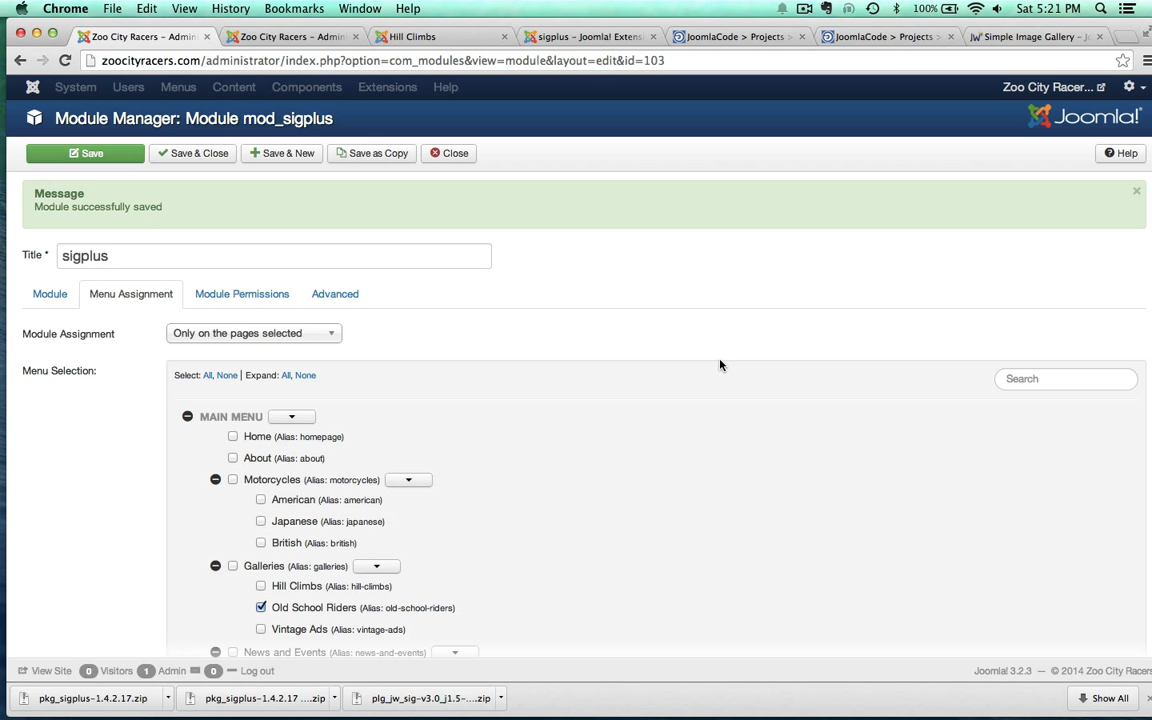 Chrome File Edit View History Bookmarks Window Help 100% Sat 5:21 PM
Zoo City Racers – Admin × Zoo City Racers – Admin × Hill Climbs × sigplus – Joomla! Extens × JoomlaCode > Projects > × JoomlaCode > Projects > × JW Simple Image Gallery – Jo ×
zoocityracers.com/administrator/index.php?option=com_modules&view=module&layout=edit&id=103
System Users Menus Content Components Extensions Help Zoo City Racer...
Module Manager: Module mod_sigplus Joomla!
Save Save & Close Save & New Save as Copy Close Help
Message ×
Module successfully saved
Title * sigplus
Module Menu Assignment Module Permissions Advanced
Module Assignment Only on the pages selected
Menu Selection: Select: All, None | Expand: All, None Search
MAIN MENU
Home (Alias: homepage)
About (Alias: about)
Motorcycles (Alias: motorcycles)
American (Alias: american)
Japanese (Alias: japanese)
British (Alias: british)
Galleries (Alias: galleries)
Hill Climbs (Alias: hill-climbs)
Old School Riders (Alias: old-school-riders)
Vintage Ads (Alias: vintage-ads)
News and Events (Alias: news-and-events)
View Site 0 Visitors 1 Admin 0 Log out Joomla! 3.2.3 — © 2014 Zoo City Racers
pkg_sigplus-1.4.2.17.zip pkg_sigplus-1.4.2.17 ....zip plg_jw_sig-v3.0_j1.5-....zip Show All ×